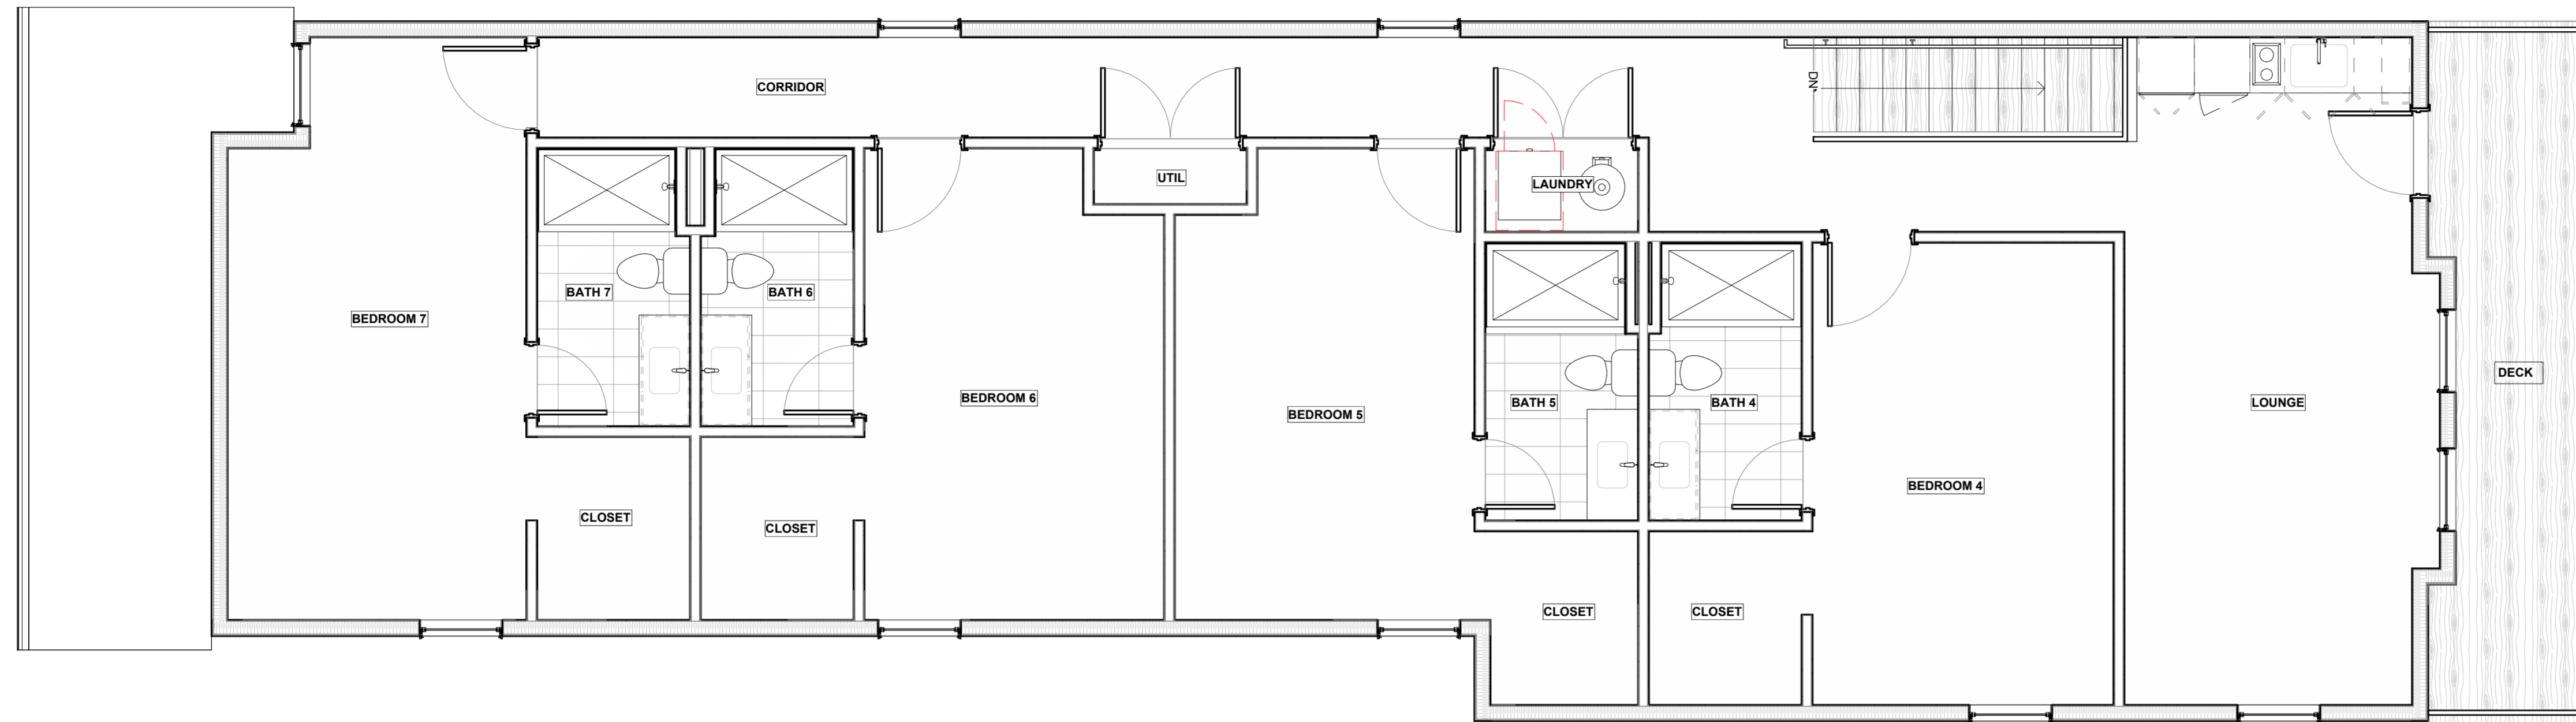 CORRIDOR
DN
UTIL
LAUNDRY
BATH 7
BATH 6
BEDROOM 7
DECK
BEDROOM 6
BATH 5
BATH 4
LOUNGE
BEDROOM 5
BEDROOM 4
CLOSET
CLOSET
CLOSET
CLOSET